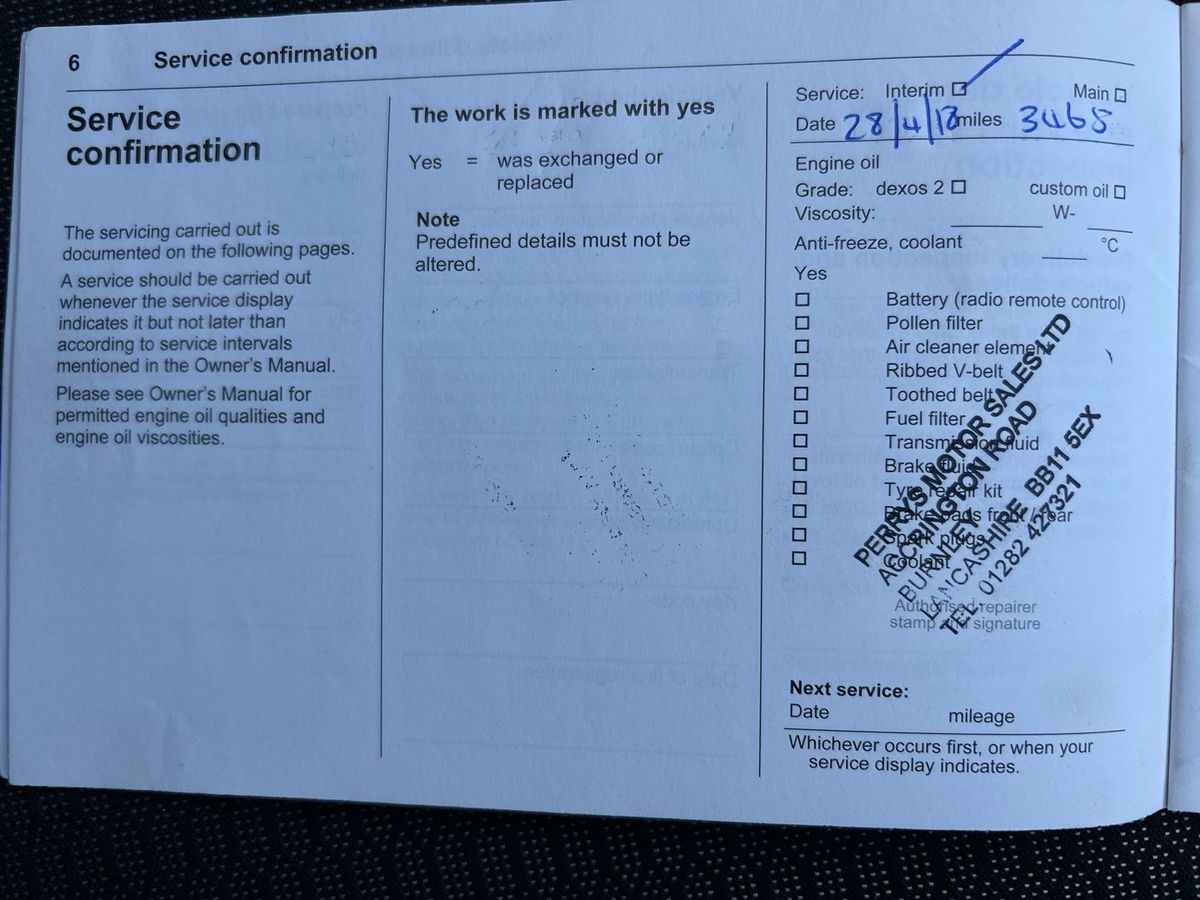 6 Service confirmation
Service
confirmation
The servicing carried out is
documented on the following pages.
A service should be carried out
whenever the service display
indicates it but not later than
according to service intervals
mentioned in the Owner's Manual.
Please see Owner's Manual for
permitted engine oil qualities and
engine oil viscosities.
The work is marked with yes
Yes = was exchanged or
replaced
Note
Predefined details must not be
altered.
Service: Interim Main
Date 28/4/18 miles 3468
Engine oil
Grade: dexos 2 custom oil
Viscosity: W-
Anti-freeze, coolant °C
Yes
Battery (radio remote control)
Pollen filter
Air cleaner element
Ribbed V-belt
Toothed belt
Fuel filter
Transmission fluid
Brake fluid
Tyre repair kit
Brake pads front / rear
Spark plugs
Coolant
PERRYS MOTOR SALES LTD
ACCRINGTON ROAD
BURNLEY
LANCASHIRE BB11 5EX
TEL: 01282 427321
Authorised repairer
stamp and signature
Next service:
Date mileage
Whichever occurs first, or when your
service display indicates.